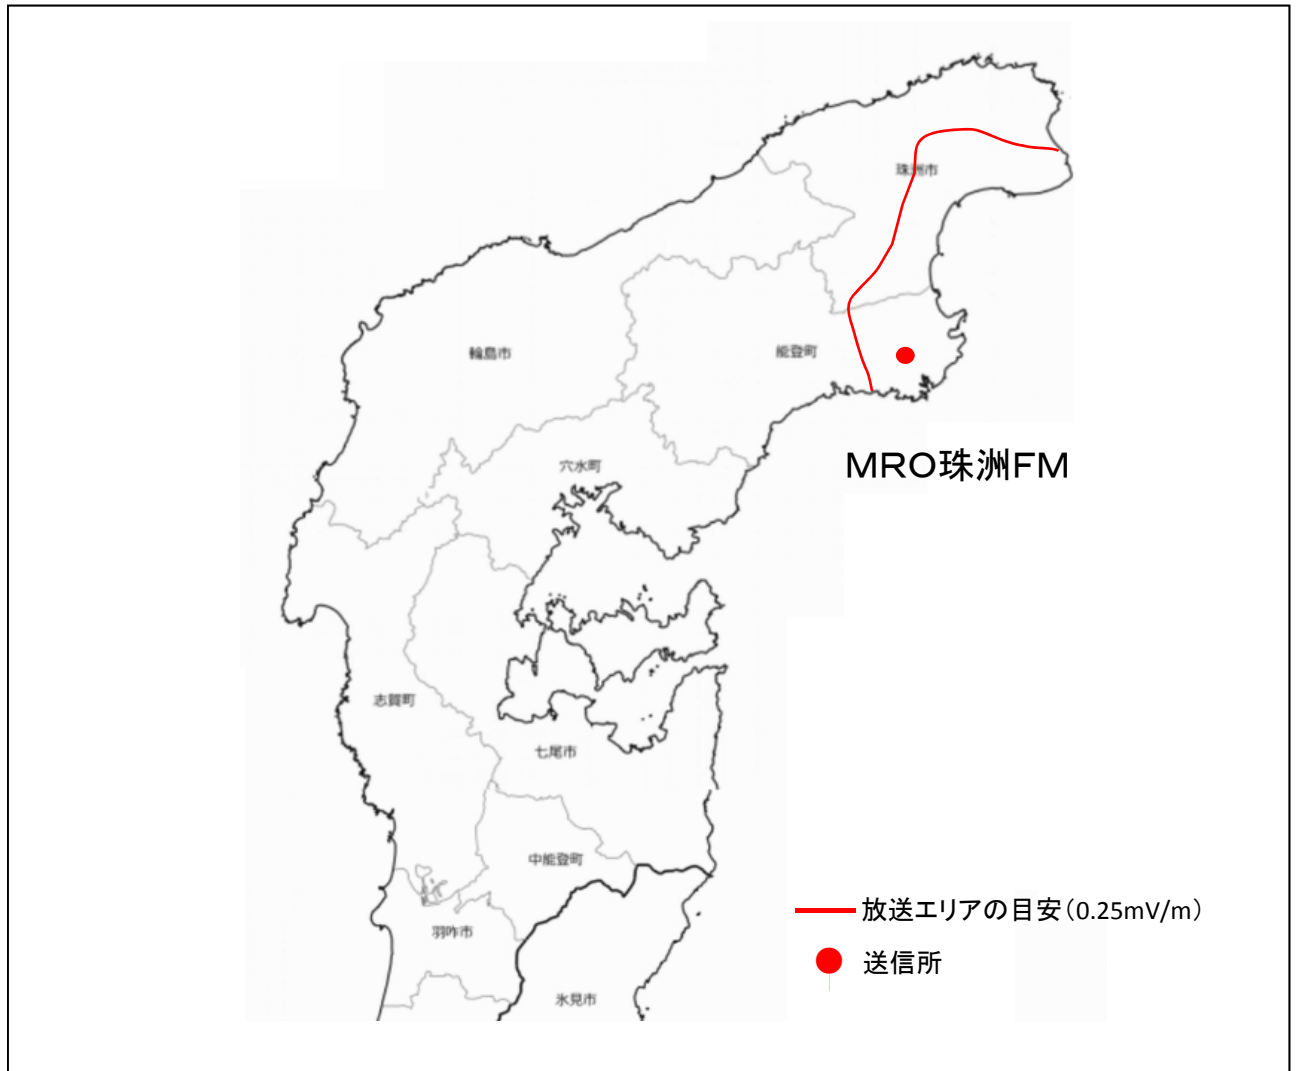 珠洲市
輪島市
能登町
MRO珠洲FM
穴水町
志賀町
七尾市
中能登町
放送エリアの目安(0.25mV/m)
羽咋市
送信所
氷見市